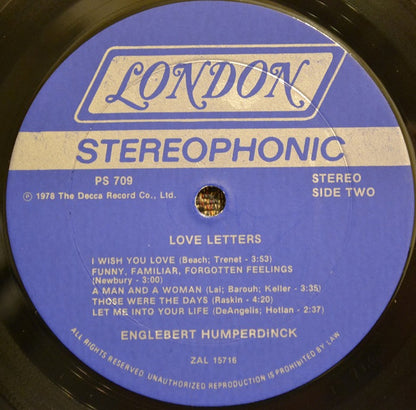 LONDON
STEREOPHONIC
PS 709
STEREO
SIDE TWO
℗ 1978 The Decca Record Co., Ltd.
LOVE LETTERS
I WISH YOU LOVE (Beach; Trenet - 3:53)
FUNNY, FAMILIAR, FORGOTTEN FEELINGS
(Newbury - 3:00)
A MAN AND A WOMAN (Lai; Barouh; Keller - 3:35)
THOSE WERE THE DAYS (Raskin - 4:20)
LET ME INTO YOUR LIFE (DeAngelis; Hotlan - 2:37)
ENGLEBERT HUMPERDINCK
ZAL 15716
ALL RIGHTS RESERVED. UNAUTHORIZED REPRODUCTION IS PROHIBITED BY LAW